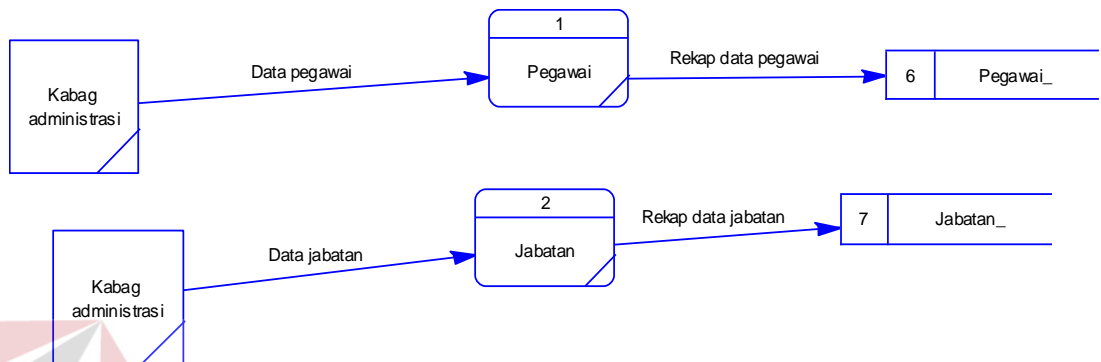 1
Kabag
administrasi
Data pegawai
Pegawai
Rekap data pegawai
6
Pegawai_
2
Kabag
administrasi
Data jabatan
Jabatan
Rekap data jabatan
7
Jabatan_